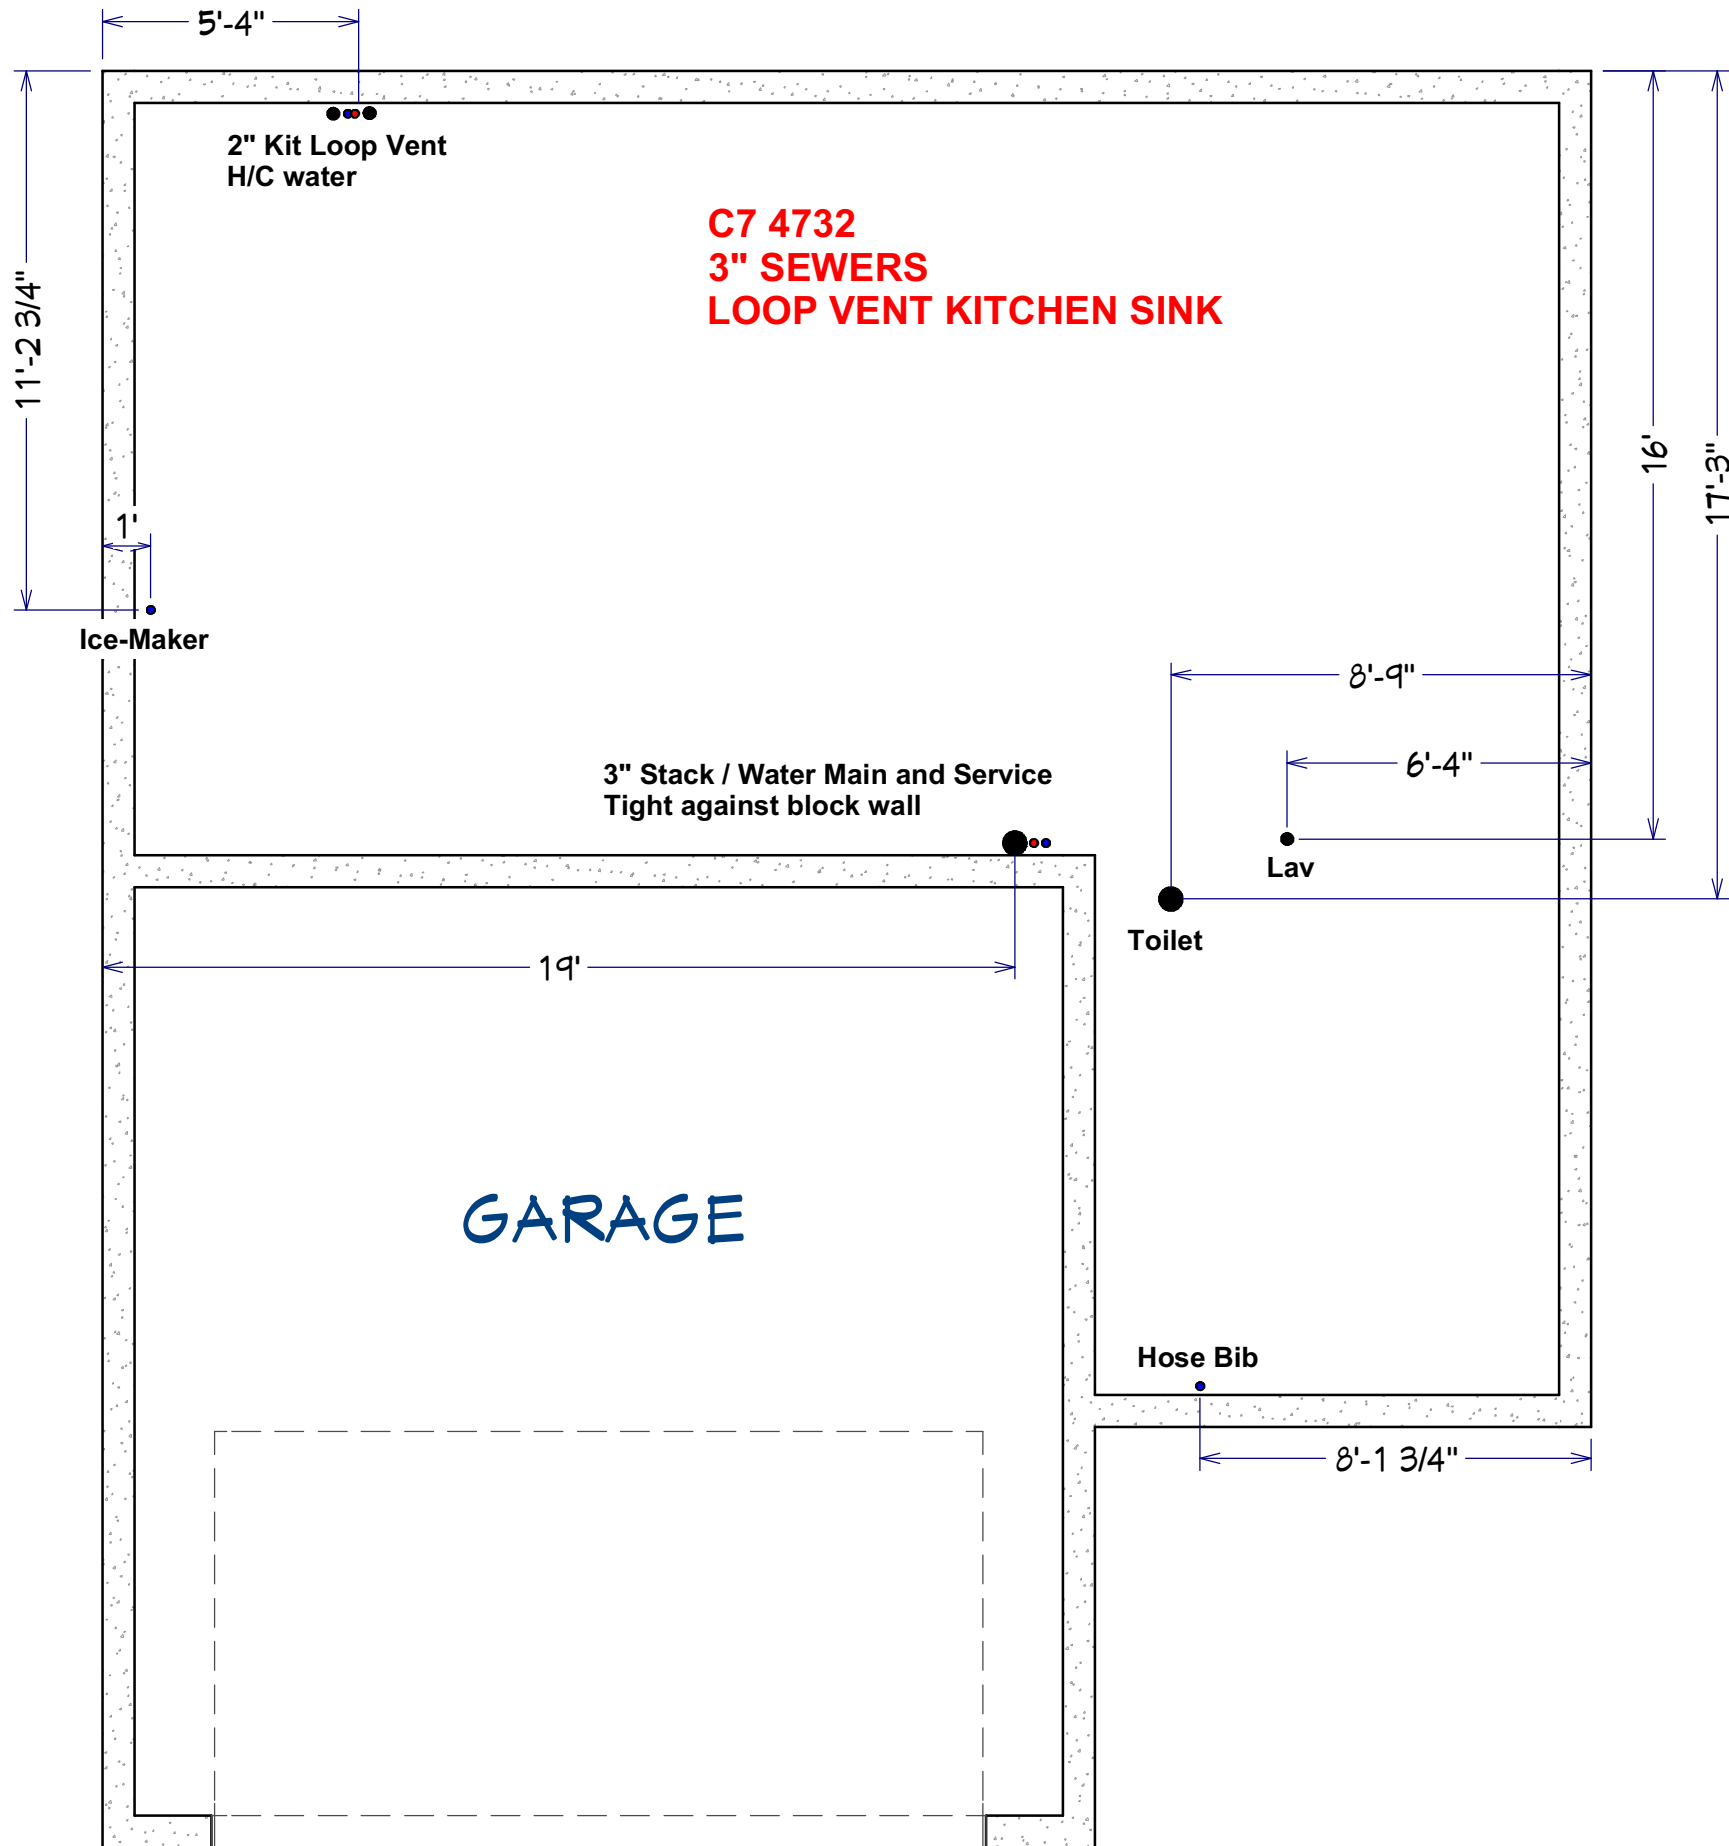 5'-4"
2" Kit Loop Vent
H/C water
C7 4732
3" SEWERS
LOOP VENT KITCHEN SINK
11'-2 3/4"
16'
17'-3"
1'
Ice-Maker
8'-9"
6'-4"
3" Stack / Water Main and Service
Tight against block wall
Lav
Toilet
19'
GARAGE
Hose Bib
8'-1 3/4"